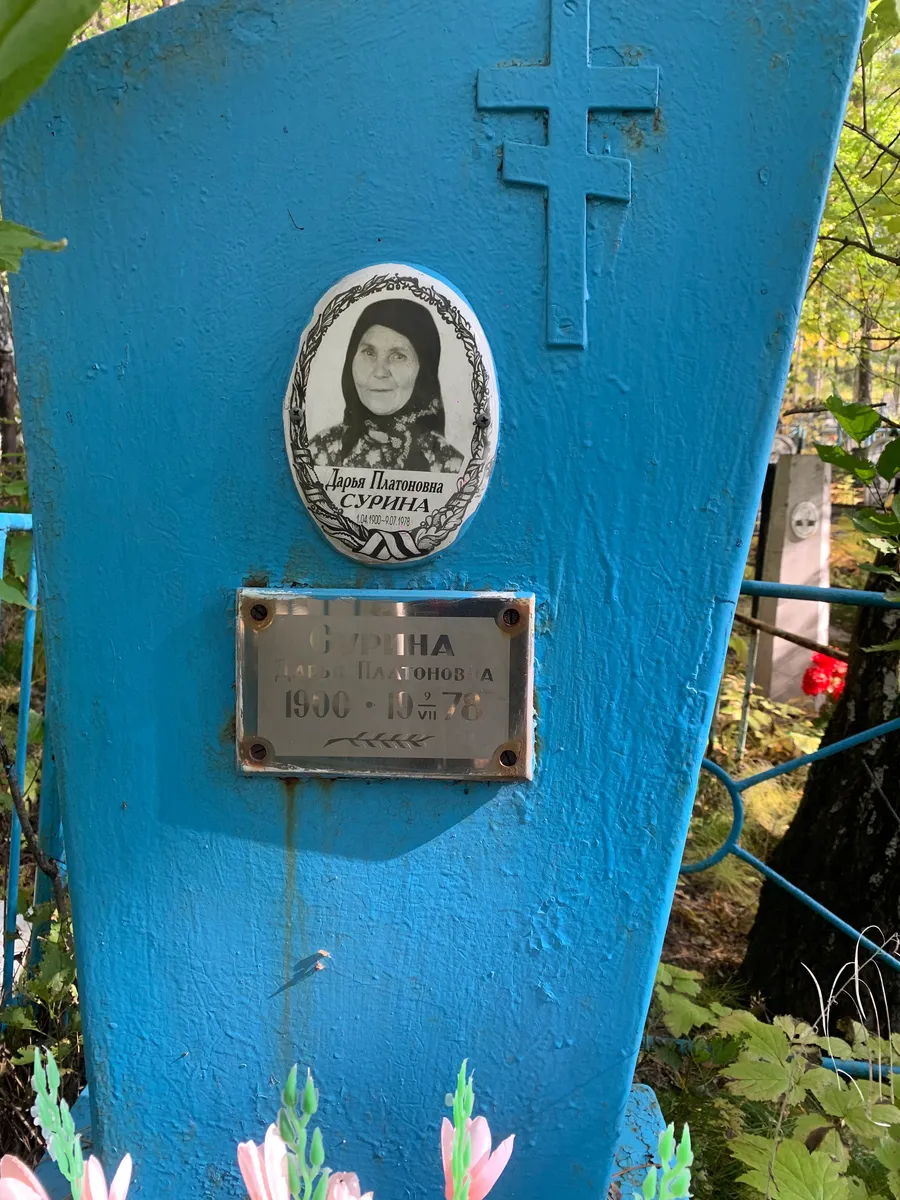 Дарья Платоновна
СУРИНА
1.04.1900-9.07.1978
СУРИНА
ДАРЬЯ ПЛАТОНОВНА
1900 • 19 9/VII 78